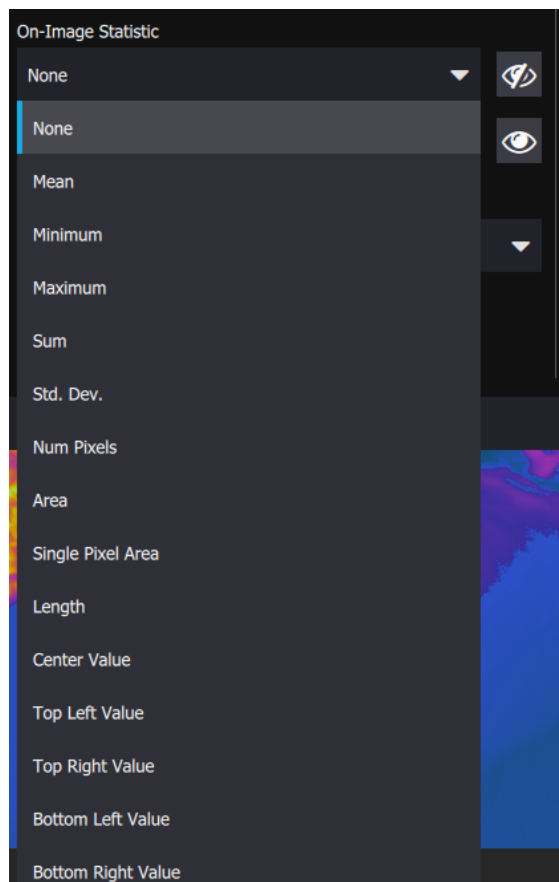 On-Image Statistic
None
None
Mean
Minimum
Maximum
Sum
Std. Dev.
Num Pixels
Area
Single Pixel Area
Length
Center Value
Top Left Value
Top Right Value
Bottom Left Value
Bottom Right Value